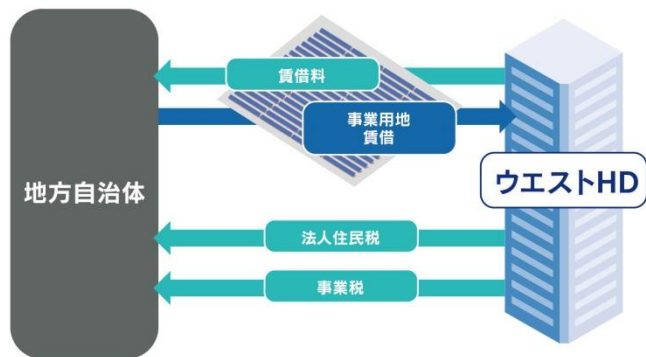 賃借料
事業用地
賃借
地方自治体
ウエストHD
法人住民税
事業税